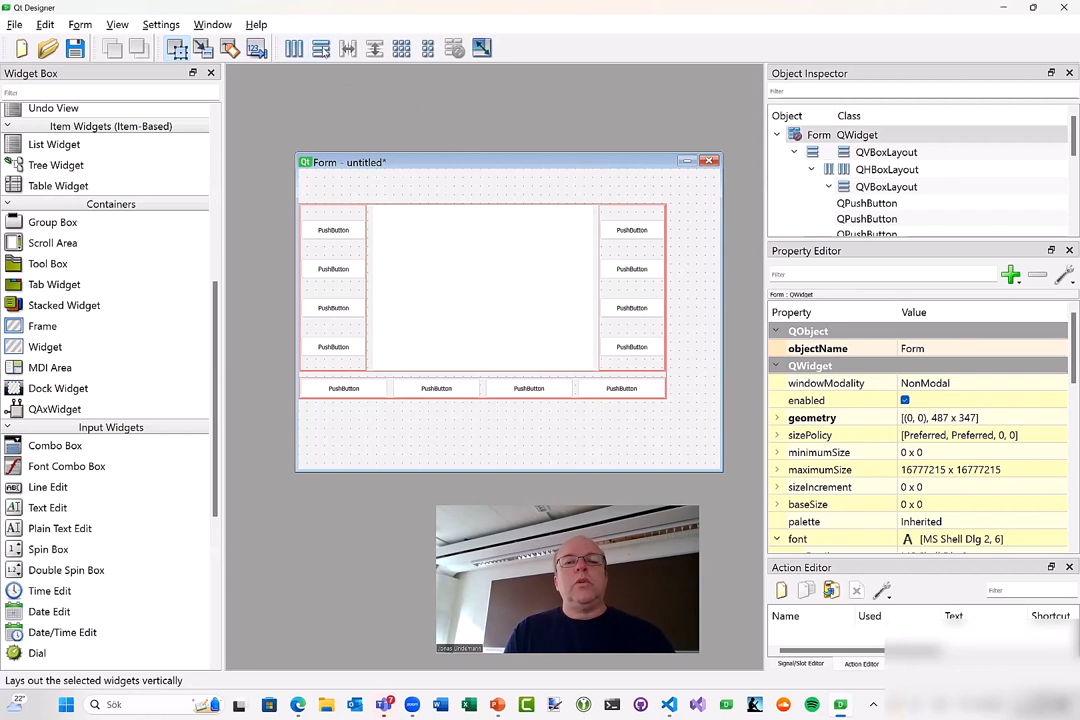 Qt Designer
File Edit Form View Settings Window Help
Widget Box
Filter
Undo View
Item Widgets (Item-Based)
List Widget
Tree Widget
Table Widget
Containers
Group Box
Scroll Area
Tool Box
Tab Widget
Stacked Widget
Frame
Widget
MDI Area
Dock Widget
QAxWidget
Input Widgets
Combo Box
Font Combo Box
Line Edit
Text Edit
Plain Text Edit
Spin Box
Double Spin Box
Time Edit
Date Edit
Date/Time Edit
Dial
Form - untitled*
PushButton PushButton
PushButton PushButton
PushButton PushButton
PushButton PushButton
PushButton PushButton PushButton PushButton
Jonas Lindemann
Object Inspector
Filter
Object Class
Form QWidget
QVBoxLayout
QHBoxLayout
QVBoxLayout
QPushButton
QPushButton
QPushButton
Property Editor
Filter
Form : QWidget
Property Value
QObject
objectName Form
QWidget
windowModality NonModal
enabled
geometry [(0, 0), 487 x 347]
sizePolicy [Preferred, Preferred, 0, 0]
minimumSize 0 x 0
maximumSize 16777215 x 16777215
sizeIncrement 0 x 0
baseSize 0 x 0
palette Inherited
font A [MS Shell Dlg 2, 6]
Action Editor
Filter
Name Used Text Shortcut
Signal/Slot Editor Action Editor
Lays out the selected widgets vertically
22°
Sök